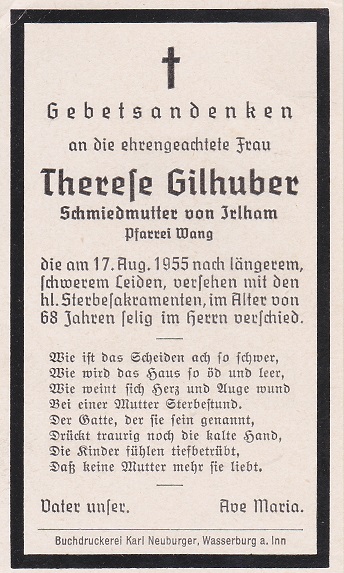 Gebetsandenken
an die ehrengeachtete Frau
Therese Gilhuber
Schmiedmutter von Irlham
Pfarrei Wang
die am 17. Aug. 1955 nach längerem,
schwerem Leiden, versehen mit den
hl. Sterbesakramenten, im Alter von
68 Jahren selig im Herrn verschied.
Wie ist das Scheiden ach so schwer,
Wie wird das Haus so öd und leer,
Wie weint sich Herz und Auge wund
Bei einer Mutter Sterbestund.
Der Gatte, der sie sein genannt,
Drückt traurig noch die kalte Hand,
Die Kinder fühlen tiefbetrübt,
Daß keine Mutter mehr sie liebt.
Vater unser. Ave Maria.
Buchdruckerei Karl Neuburger, Wasserburg a. Inn